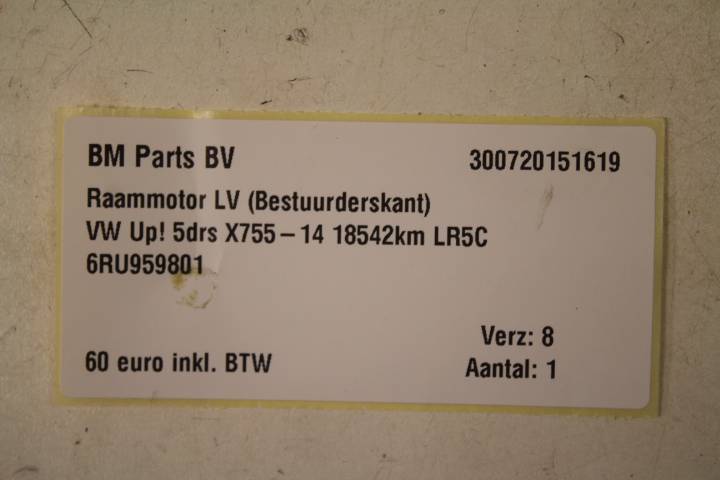 BM Parts BV 300720151619
Raammotor LV (Bestuurderskant)
VW Up! 5drs X755-14 18542km LR5C
6RU959801
Verz: 8
60 euro inkl. BTW Aantal: 1